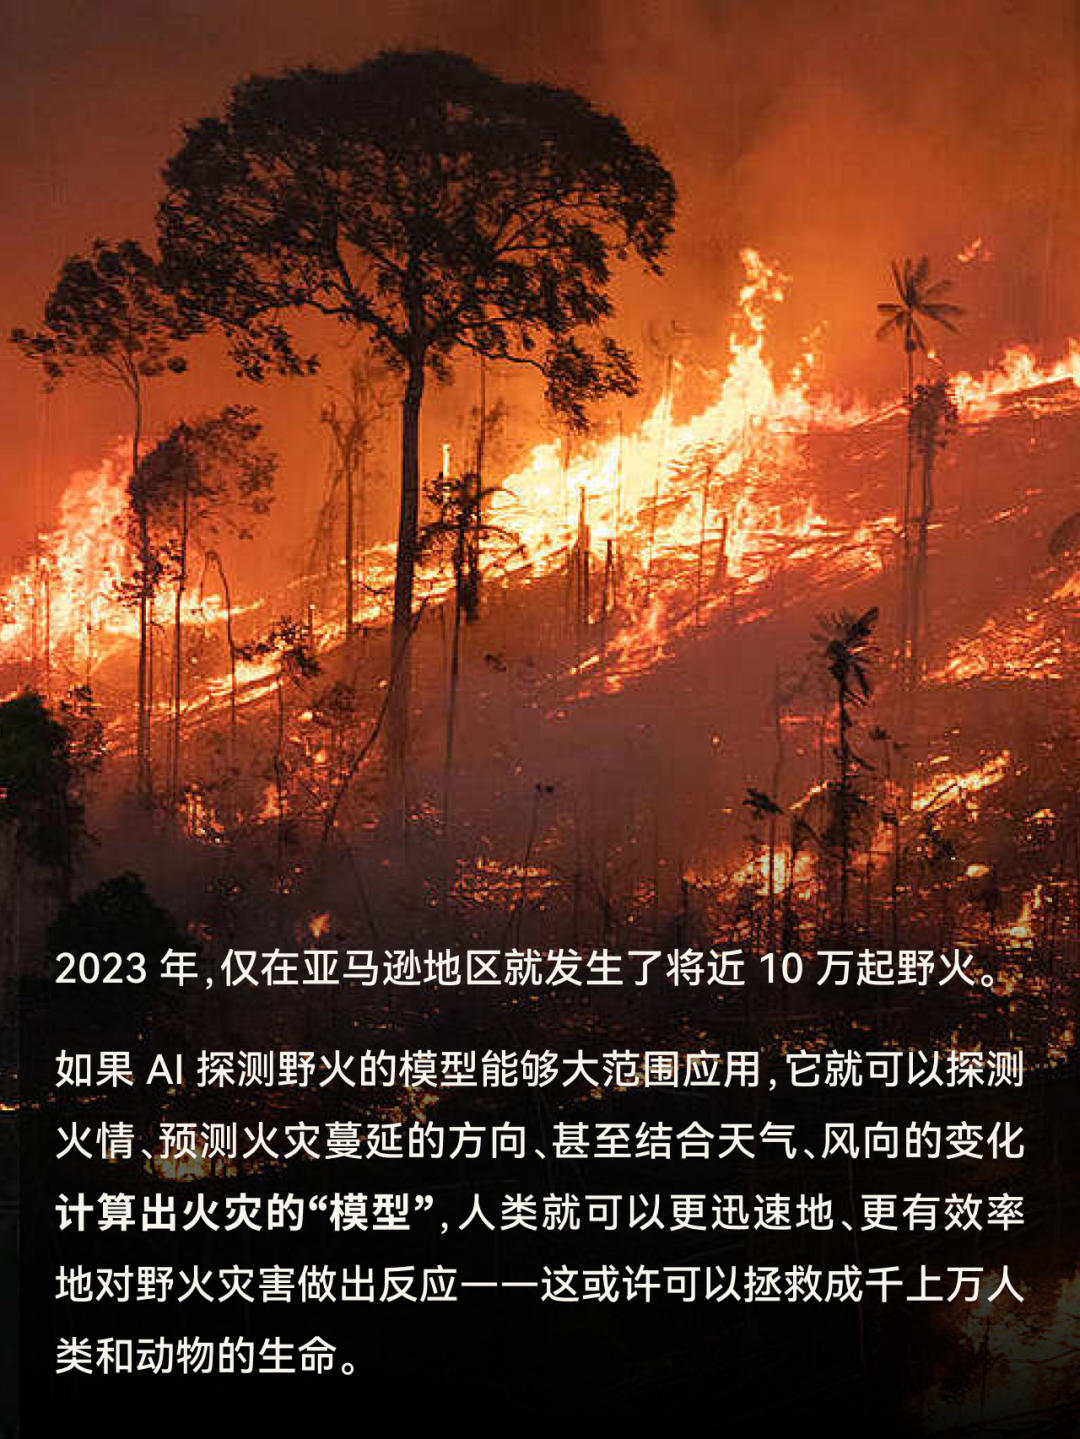 2023 年,仅在亚马逊地区就发生了将近 10 万起野火。
如果 AI 探测野火的模型能够大范围应用,它就可以探测
火情、预测火灾蔓延的方向、甚至结合天气、风向的变化
计算出火灾的“模型”,人类就可以更迅速地、更有效率
地对野火灾害做出反应——这或许可以拯救成千上万人
类和动物的生命。